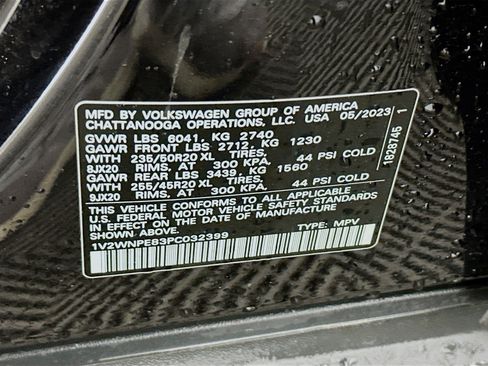 MFD BY VOLKSWAGEN GROUP OF AMERICA
CHATTANOOGA OPERATIONS, LLC. USA 05/2023
GVWR LBS 6041, KG 2740
GAWR FRONT LBS 2712, KG 1230
WITH 235/50R20 XL TIRES,
8JX20 RIMS, AT 300 KPA, 44 PSI COLD
GAWR REAR LBS 3439, KG 1560
WITH 255/45R20 XL TIRES,
9JX20 RIMS, AT 300 KPA, 44 PSI COLD
THIS VEHICLE CONFORMS TO ALL APPLICABLE
U.S. FEDERAL MOTOR VEHICLE SAFETY STANDARDS
IN EFFECT ON THE DATE OF MANUFACTURE
SHOWN ABOVE.
1V2WNPE83PC032399 TYPE: MPV
1828745 1